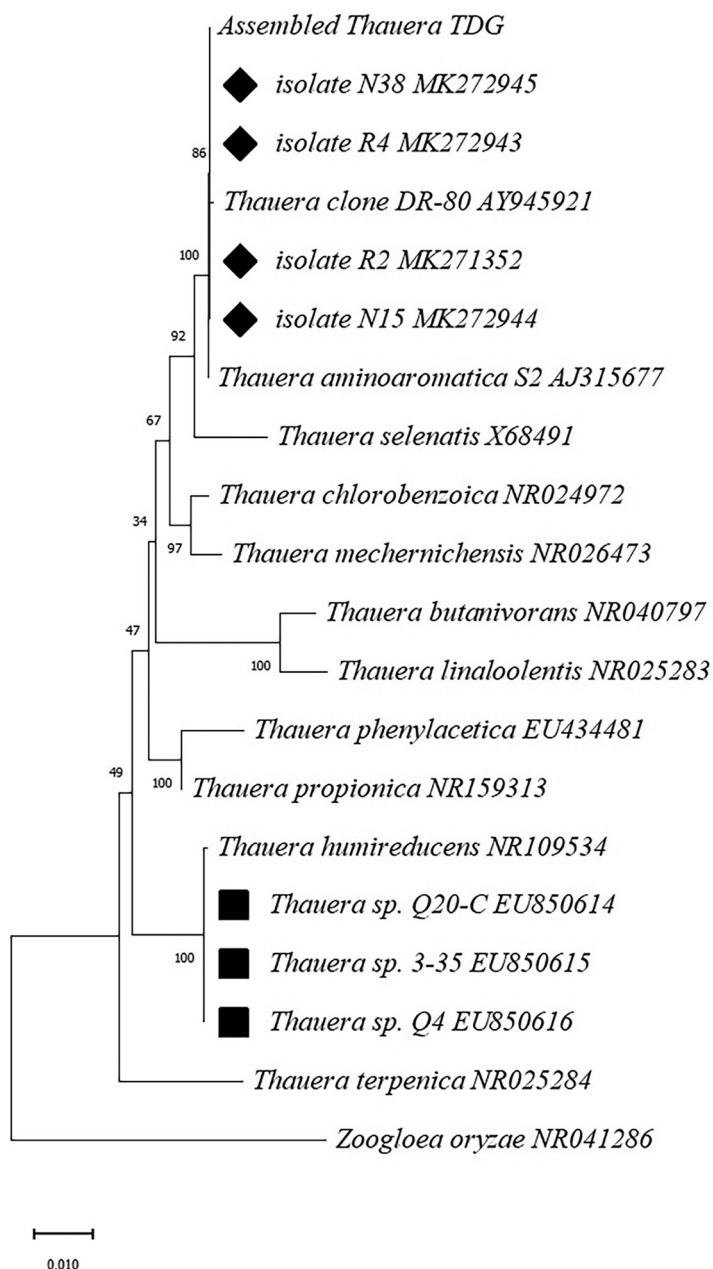 Assembled Thauera TDG
isolate N38 MK272945
isolate R4 MK272943
86
Thauera clone DR-80 AY945921
100
isolate R2 MK271352
isolate N15 MK272944
92
Thauera aminoaromatica S2 AJ315677
67
Thauera selenatis X68491
Thauera chlorobenzoica NR024972
34
97
Thauera mechernichensis NR026473
Thauera butanivorans NR040797
47
100
Thauera linaloolentis NR025283
Thauera phenylacetica EU434481
49
100
Thauera propionica NR159313
Thauera humireducens NR109534
Thauera sp. Q20-C EU850614
100
Thauera sp. 3-35 EU850615
Thauera sp. Q4 EU850616
Thauera terpenica NR025284
Zoogloea oryzae NR041286
0.010